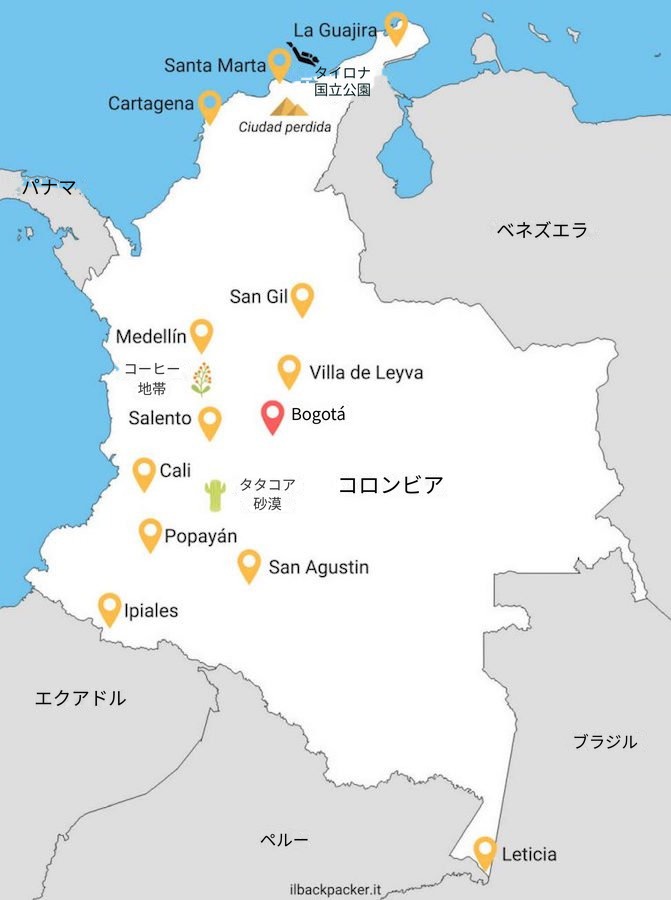 La Guajira
Santa Marta
タイロナ
国立公園
Cartagena
Ciudad perdida
パナマ
ベネズエラ
San Gil
Medellín
コーヒー
地帯
Villa de Leyva
Salento
Bogotá
Cali
タタコア
砂漠
コロンビア
Popayán
San Agustin
Ipiales
エクアドル
ブラジル
ペルー
Leticia
ilbackpacker.it